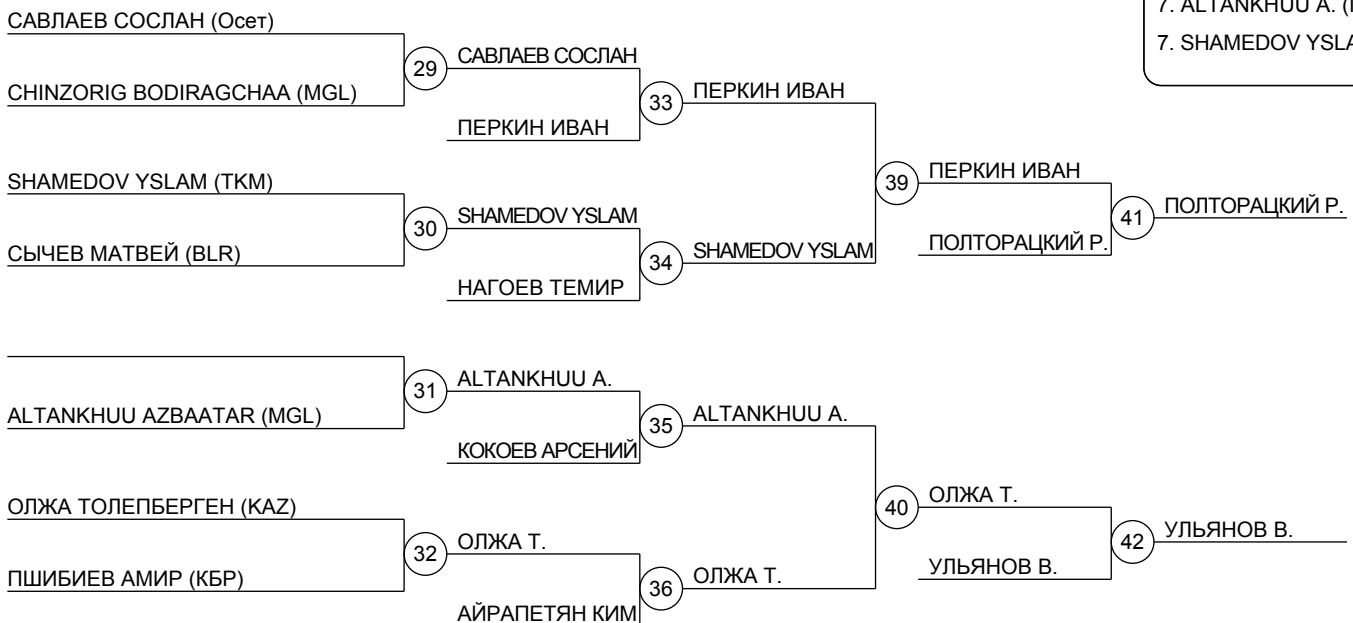 7. ALTANKHUU A.
САВЛАЕВ СОСЛАН (Осет)
7. SHAMEDOV
29
САВЛАЕВ СОСЛАН
CHINZORIG BODIRAGCHAA (MGL)
33
ПЕРКИН ИВАН
ПЕРКИН ИВАН
SHAMEDOV YSLAM (TKM)
39
ПЕРКИН ИВАН
30
SHAMEDOV YSLAM
41
ПОЛТОРАЦКИЙ Р.
СЫЧЕВ МАТВЕЙ (BLR)
34
SHAMEDOV YSLAM
ПОЛТОРАЦКИЙ Р.
НАГОЕВ ТЕМИР
31
ALTANKHUU A.
ALTANKHUU AZBAATAR (MGL)
35
ALTANKHUU A.
КОКОЕВ АРСЕНИЙ
ОЛЖА ТОЛЕПБЕРГЕН (KAZ)
40
ОЛЖА Т.
32
ОЛЖА Т.
42
УЛЬЯНОВ В.
ПШИБИЕВ АМИР (КБР)
36
ОЛЖА Т.
УЛЬЯНОВ В.
АЙРАПЕТЯН КИМ